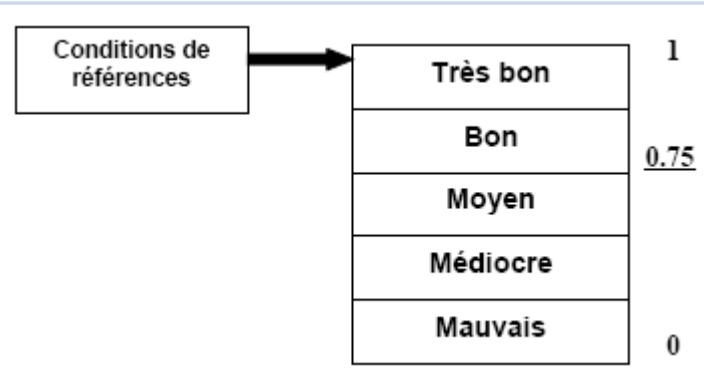 Conditions de
références
Très bon
1
Bon
0.75
Moyen
Médiocre
Mauvais
0